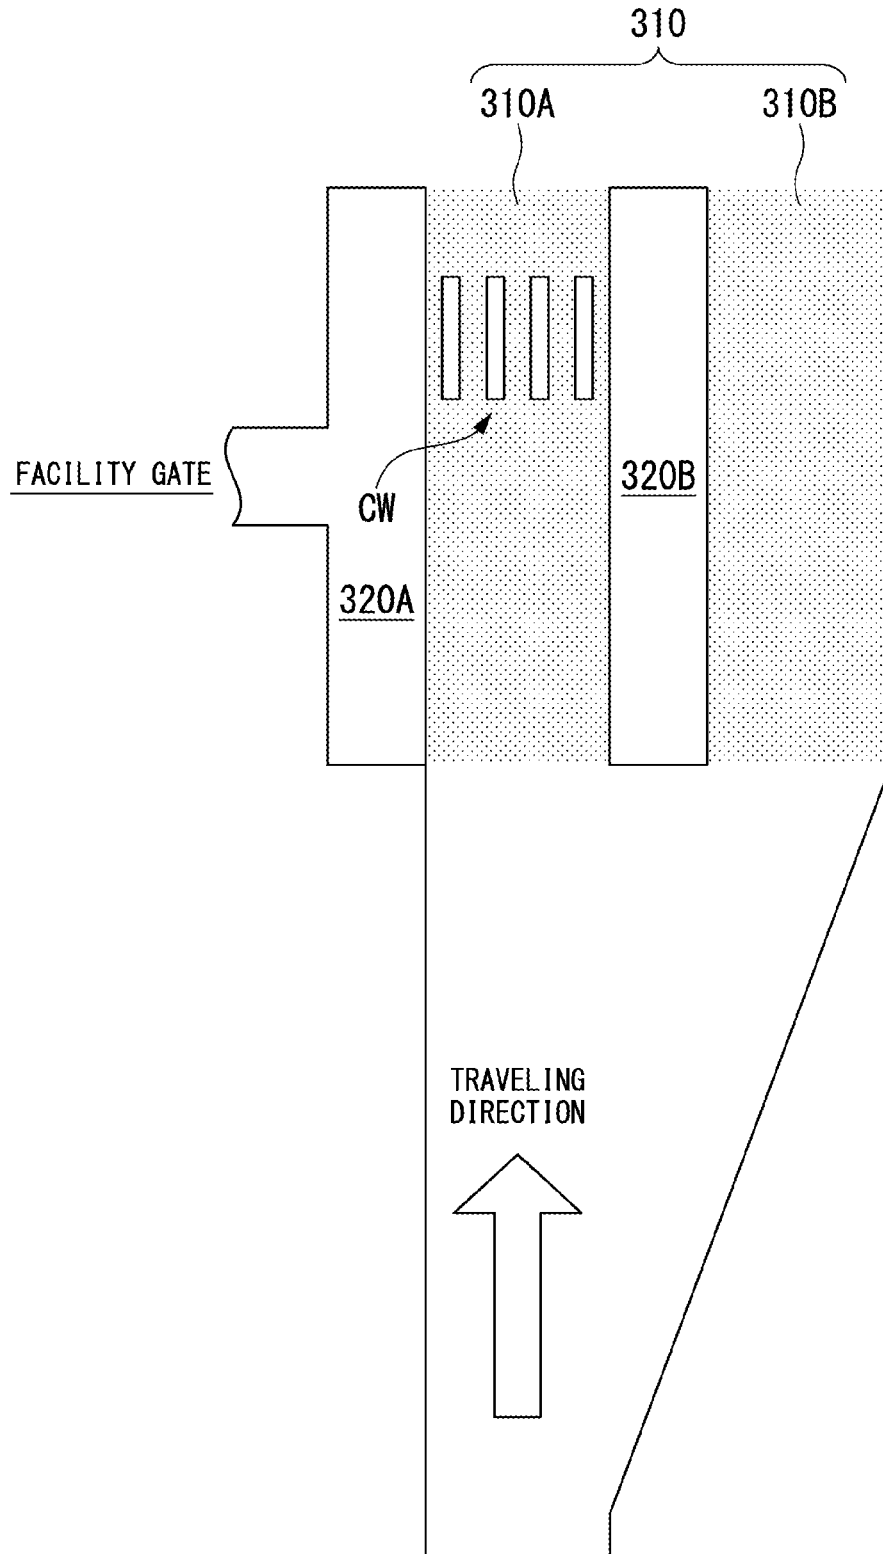 310
310A
310B
FACILITY GATE
CW
320B
320A
TRAVELING
DIRECTION